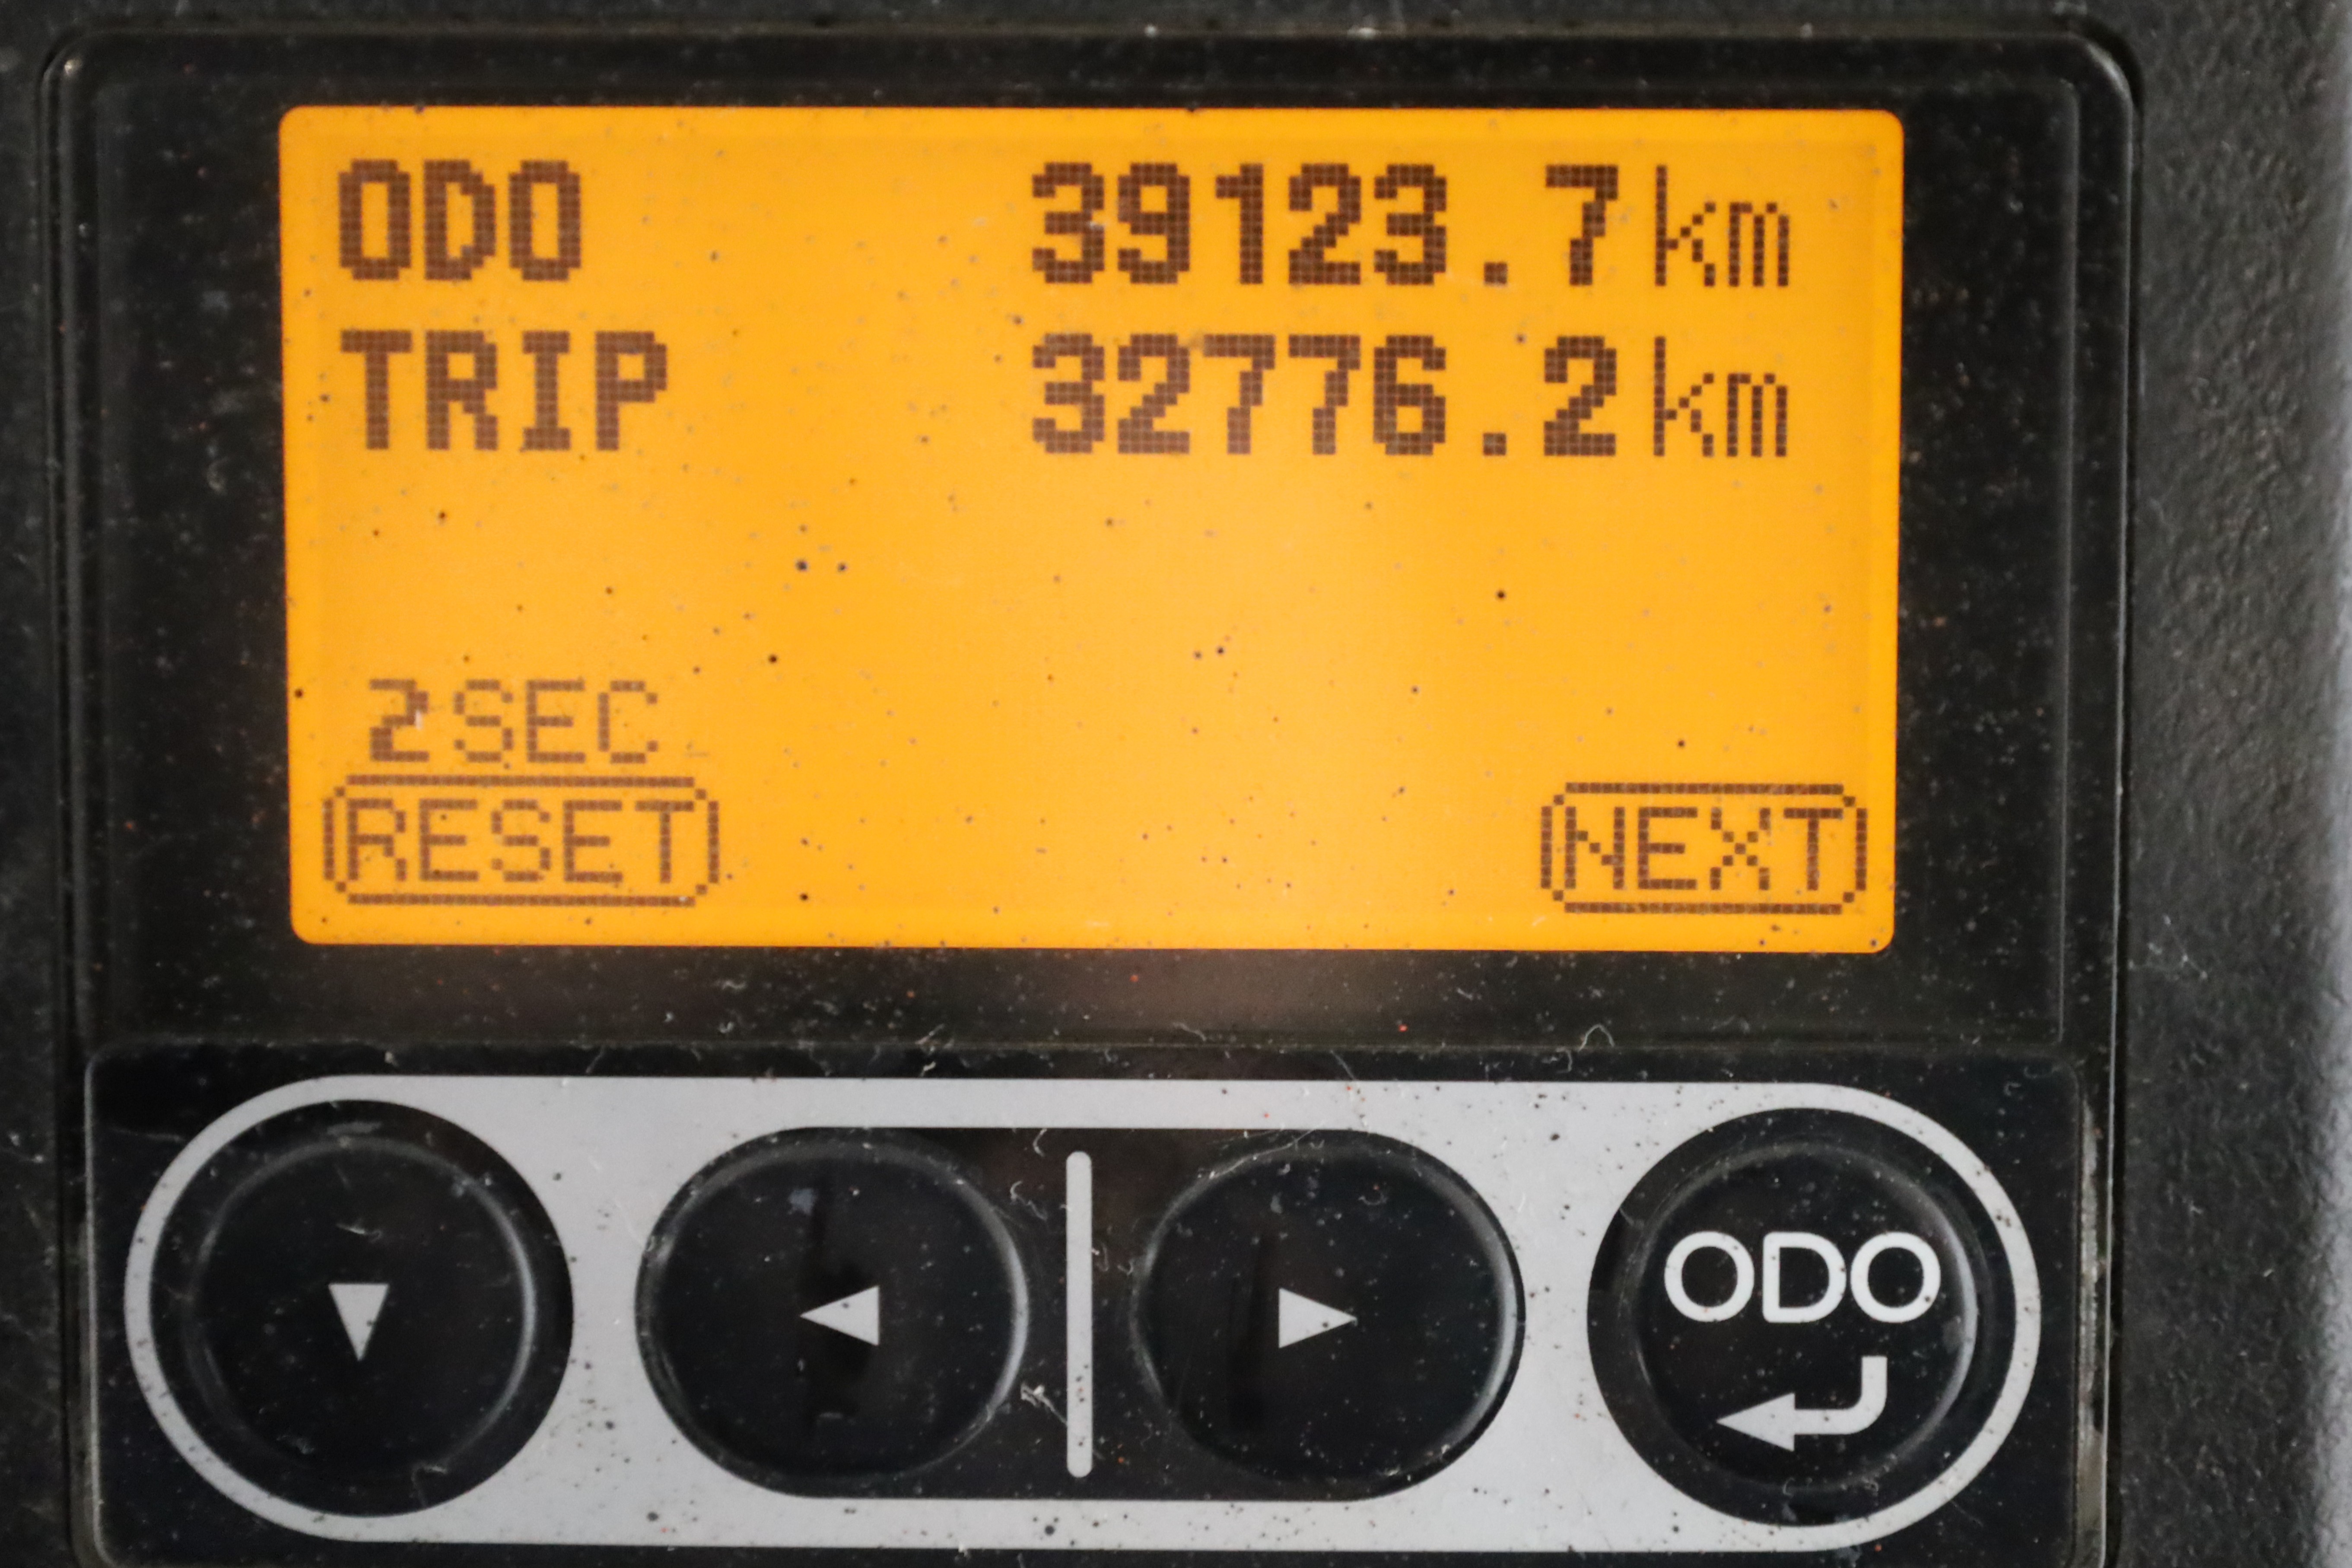 ODO 39123.7km
TRIP 32776.2km
2SEC
RESET NEXT
ODO